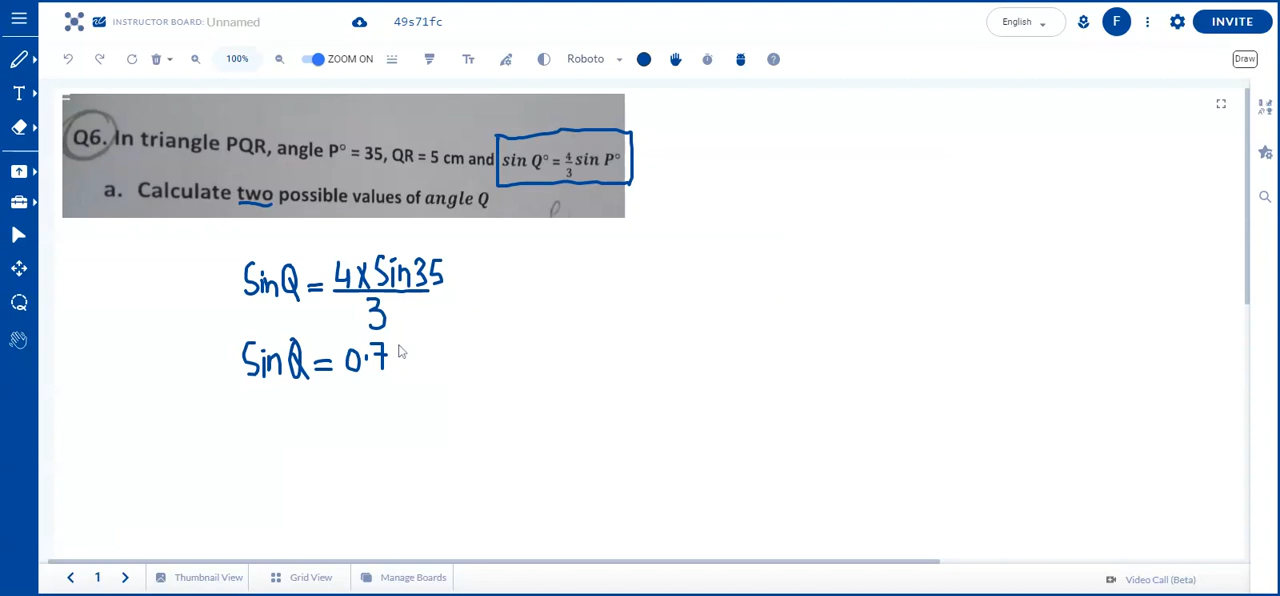 INSTRUCTOR BOARD: Unnamed
49s71fc
English
F
INVITE
100%
ZOOM ON
Tт
Roboto
Draw
Q6. In triangle PQR, angle P° = 35, QR = 5 cm and sin Q° = 4/3 sin P°
a. Calculate two possible values of angle Q
SinQ = 4×Sin35
3
SinQ = 0.7
1
Thumbnail View
Grid View
Manage Boards
Video Call (Beta)